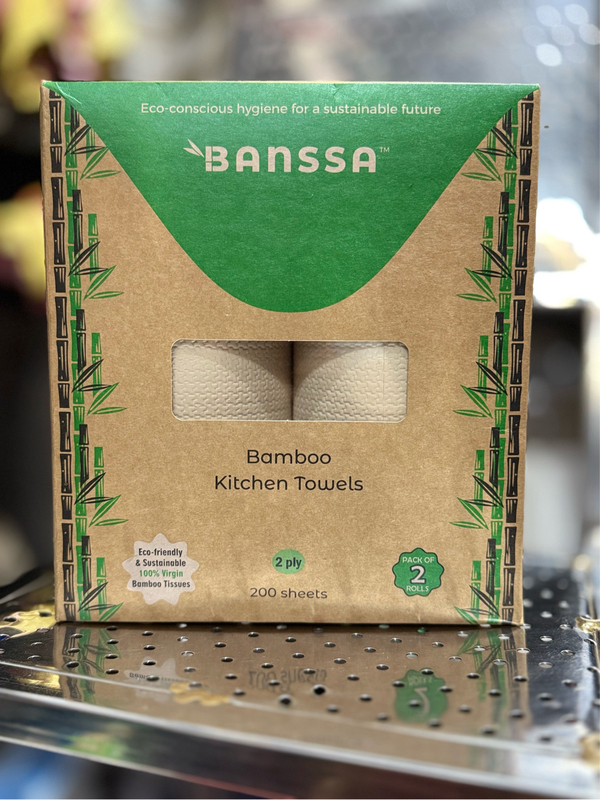 Eco-conscious hygiene for a sustainable future
BANSSA™
Bamboo
Kitchen Towels
Eco-friendly
& Sustainable
100% Virgin
Bamboo Tissues
2 ply
200 sheets
PACK OF
2
ROLLS